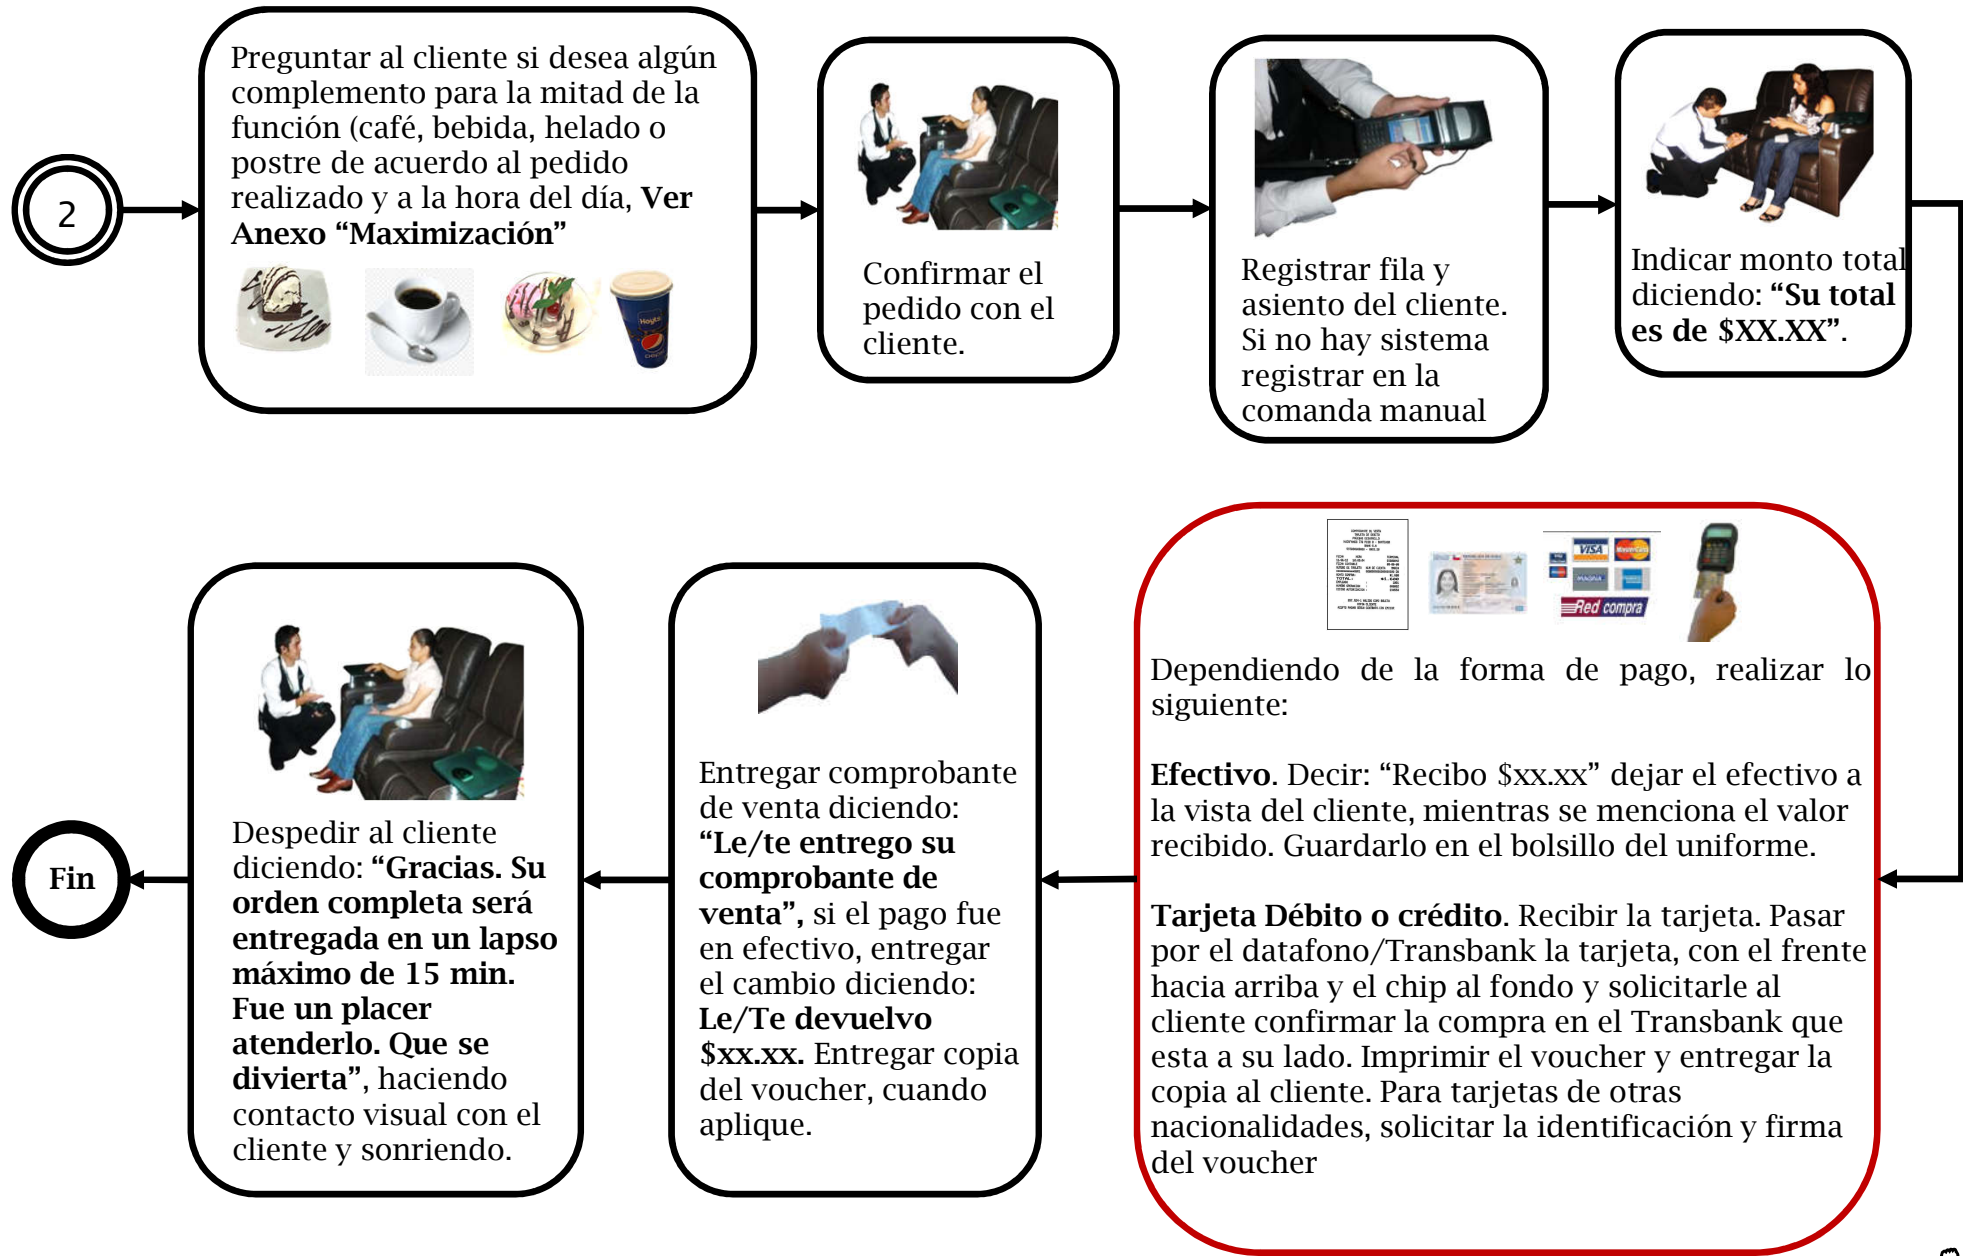 2
Preguntar al cliente si desea algún
complemento para la mitad de la
función (café, bebida, helado o
postre de acuerdo al pedido
realizado y a la hora del día, Ver
Anexo “Maximización”
Confirmar el
pedido con el
cliente.
Registrar fila y
asiento del cliente.
Si no hay sistema
registrar en la
comanda manual
Indicar monto total
diciendo: “Su total
es de $XX.XX”.
VISA
MasterCard
MAGNA
Red compra
Dependiendo de la forma de pago, realizar lo
siguiente:
Efectivo. Decir: “Recibo $xx.xx” dejar el efectivo a
la vista del cliente, mientras se menciona el valor
recibido. Guardarlo en el bolsillo del uniforme.
Tarjeta Débito o crédito. Recibir la tarjeta. Pasar
por el datafono/Transbank la tarjeta, con el frente
hacia arriba y el chip al fondo y solicitarle al
cliente confirmar la compra en el Transbank que
esta a su lado. Imprimir el voucher y entregar la
copia al cliente. Para tarjetas de otras
nacionalidades, solicitar la identificación y firma
del voucher
Entregar comprobante
de venta diciendo:
“Le/te entrego su
comprobante de
venta”, si el pago fue
en efectivo, entregar
el cambio diciendo:
Le/Te devuelvo
$xx.xx. Entregar copia
del voucher, cuando
aplique.
Despedir al cliente
diciendo: “Gracias. Su
orden completa será
entregada en un lapso
máximo de 15 min.
Fue un placer
atenderlo. Que se
divierta”, haciendo
contacto visual con el
cliente y sonriendo.
Fin